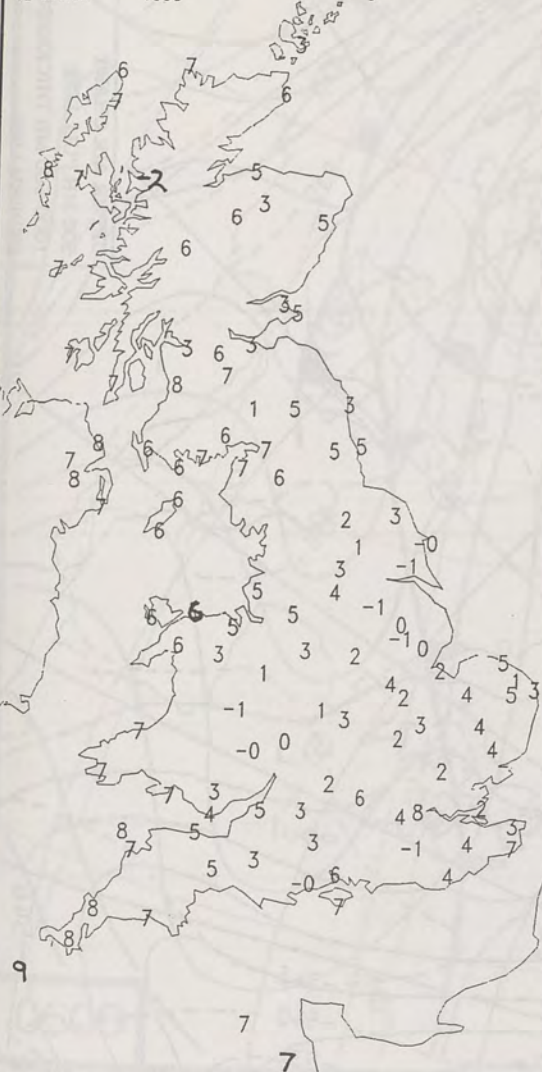 3
6 7
7 6
8 7 -2 5
6 3 5
6
7
3 5
7 3 6 3
7 8 7
1 5 3
8 6 6 7 5 5
7 6 7
8 6
7 6
6 2 3
1 -0
3 -1
5 4
6 6 5 -1
5 0
6 3 3 2 -1 0
1 2 5
4 2 4 5 1 3
-1 1 3
7 3 4
-0 0 2 4
7 2 2
7 3 6
4 5 3 4 8 2
8 5 3
7 3 -1 4 7
5 3
-0 6 4
8 7 7
8
9
7
7